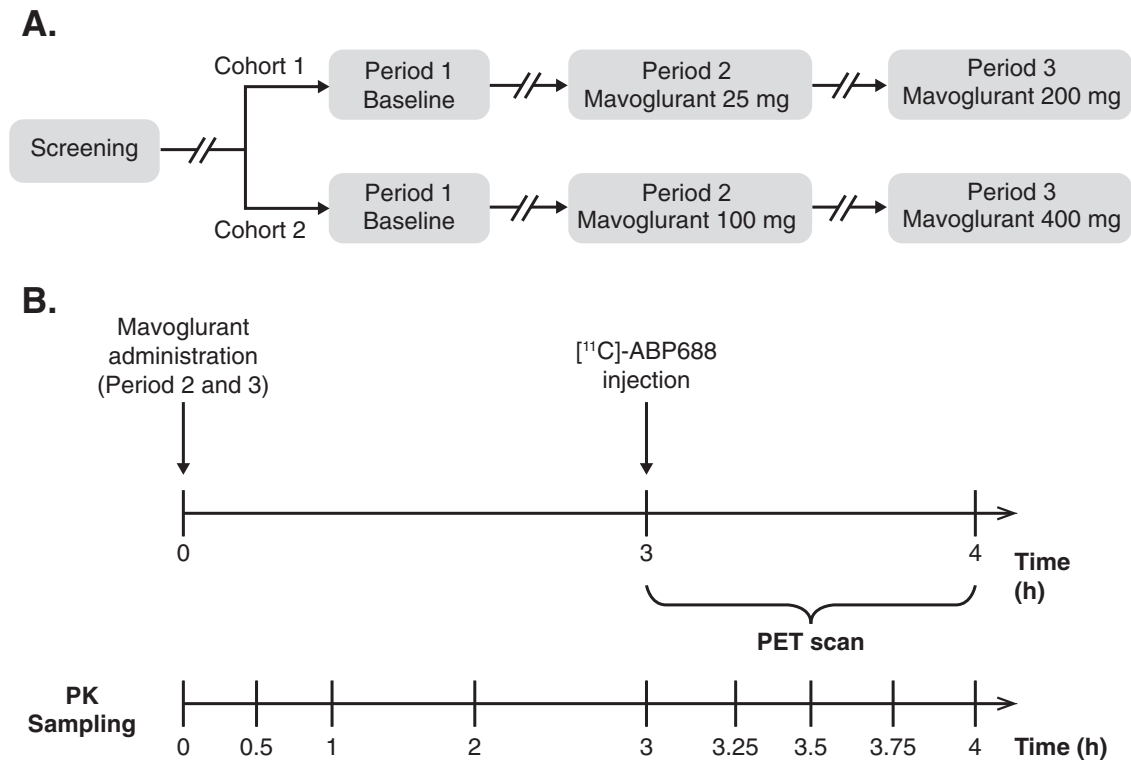 A.
Screening
Cohort 1
Period 1
Baseline
Period 2
Mavoglurant 25 mg
Period 3
Mavoglurant 200 mg
Cohort 2
Period 1
Baseline
Period 2
Mavoglurant 100 mg
Period 3
Mavoglurant 400 mg
B.
Mavoglurant
administration
(Period 2 and 3)
[¹¹C]-ABP688
injection
0 3 4 Time
(h)
PET scan
PK
Sampling
0 0.5 1 2 3 3.25 3.5 3.75 4 Time (h)